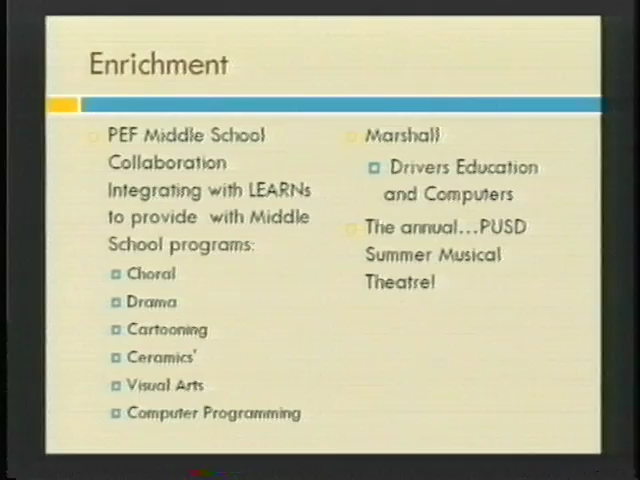 Enrichment
PEF Middle School
Collaboration
Integrating with LEARNs
to provide with Middle
School programs:
Choral
Drama
Cartooning
Ceramics'
Visual Arts
Computer Programming
Marshall
Drivers Education
and Computers
The annual...PUSD
Summer Musical
Theatre!